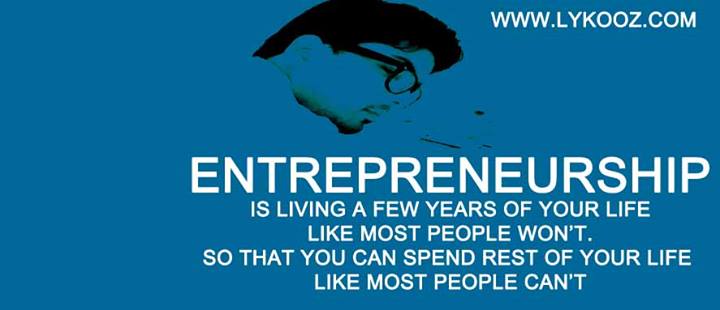 WWW.LYKOOZ.COM
ENTREPRENEURSHIP
IS LIVING A FEW YEARS OF YOUR LIFE
LIKE MOST PEOPLE WON'T.
SO THAT YOU CAN SPEND REST OF YOUR LIFE
LIKE MOST PEOPLE CAN'T